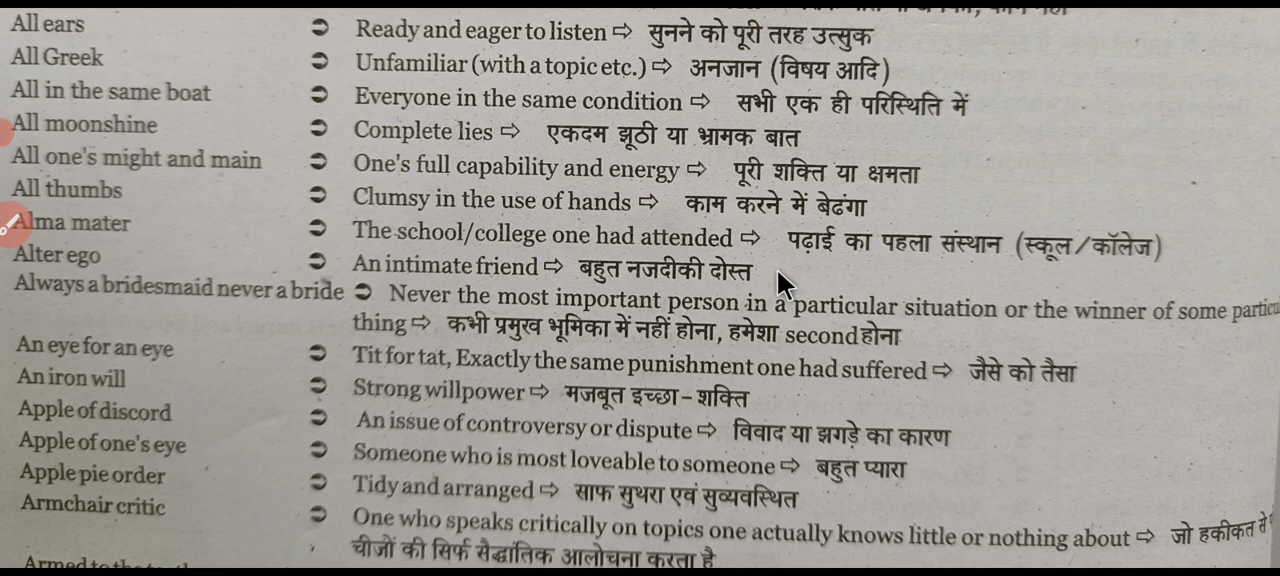 All ears ➲ Ready and eager to listen ⇨ सुनने को पूरी तरह उत्सुक
All Greek ➲ Unfamiliar (with a topic etc.) ⇨ अनजान (विषय आदि)
All in the same boat ➲ Everyone in the same condition ⇨ सभी एक ही परिस्थिति में
All moonshine ➲ Complete lies ⇨ एकदम झूठी या भ्रामक बात
All one's might and main ➲ One's full capability and energy ⇨ पूरी शक्ति या क्षमता
All thumbs ➲ Clumsy in the use of hands ⇨ काम करने में बेढंगा
Alma mater ➲ The school/college one had attended ⇨ पढ़ाई का पहला संस्थान (स्कूल/कॉलेज)
Alter ego ➲ An intimate friend ⇨ बहुत नजदीकी दोस्त
Always a bridesmaid never a bride ➲ Never the most important person in a particular situation or the winner of some
thing ⇨ कभी प्रमुख भूमिका में नहीं होना, हमेशा second होना
An eye for an eye ➲ Tit for tat, Exactly the same punishment one had suffered ⇨ जैसे को तैसा
An iron will ➲ Strong willpower ⇨ मजबूत इच्छा-शक्ति
Apple of discord ➲ An issue of controversy or dispute ⇨ विवाद या झगड़े का कारण
Apple of one's eye ➲ Someone who is most loveable to someone ⇨ बहुत प्यारा
Apple pie order ➲ Tidy and arranged ⇨ साफ सुथरा एवं सुव्यवस्थित
Armchair critic ➲ One who speaks critically on topics one actually knows little or nothing about ⇨ जो हकीकत से
चीजों की सिर्फ सैद्धांतिक आलोचना करता है